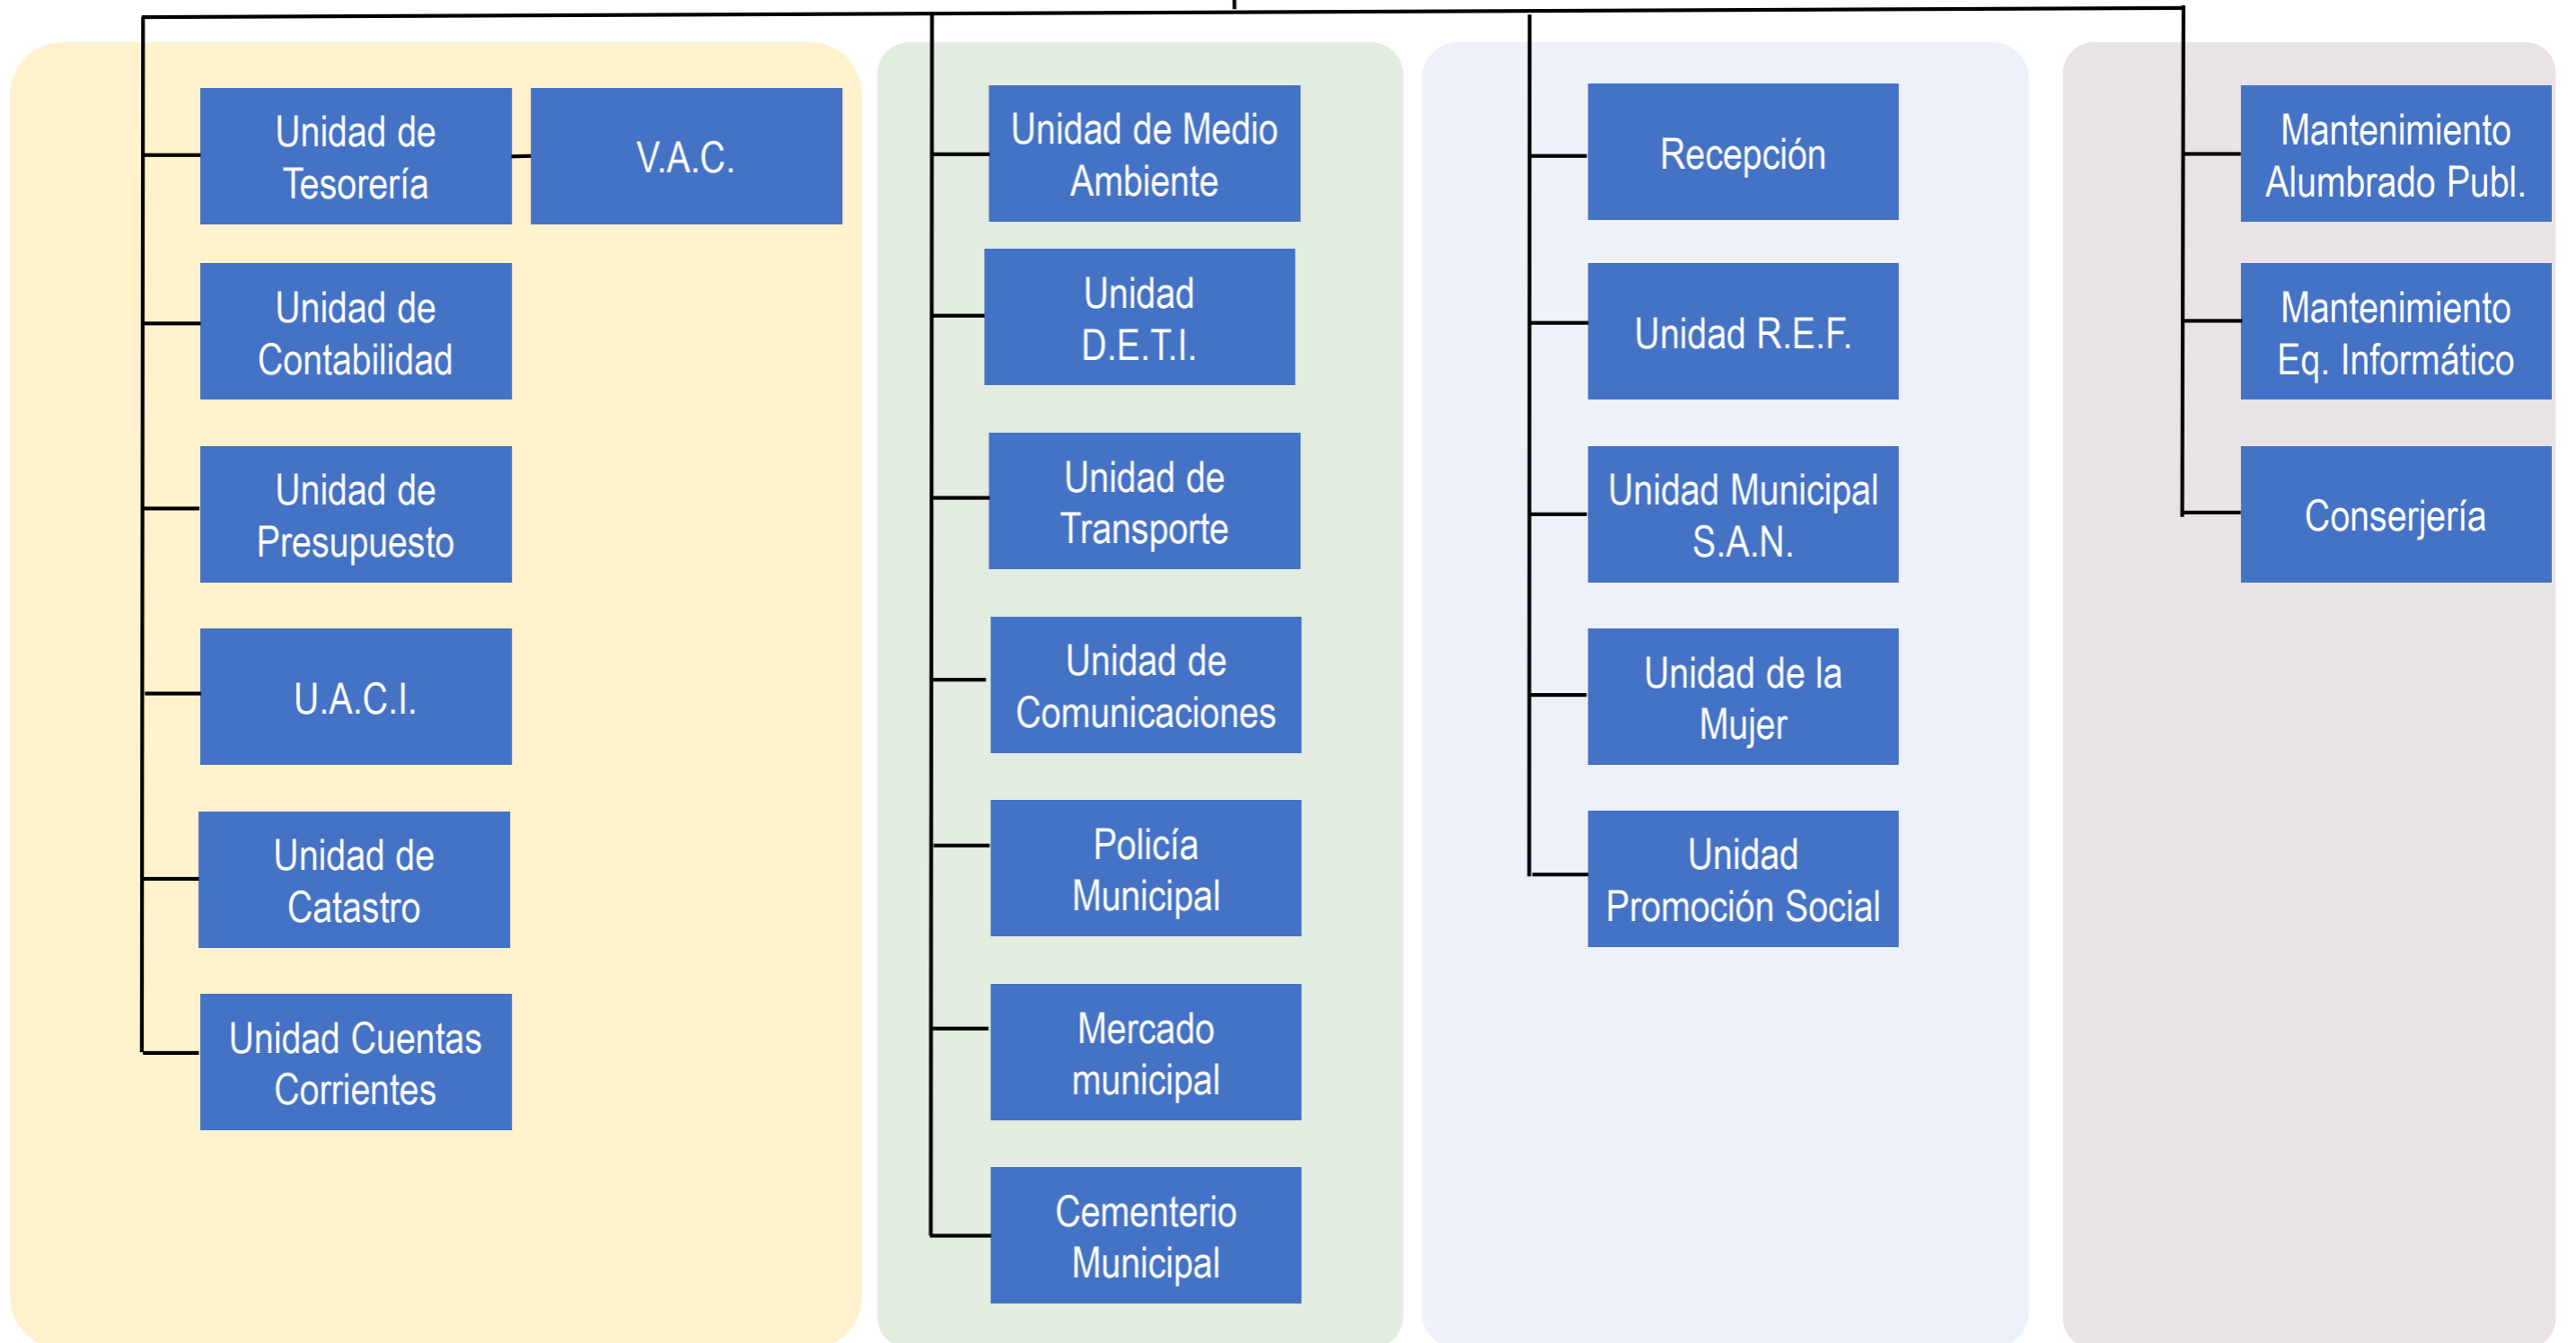 Unidad de
Tesorería
V.A.C.
Unidad de
Contabilidad
Unidad de
Presupuesto
U.A.C.I.
Unidad de
Catastro
Unidad Cuentas
Corrientes
Unidad de Medio
Ambiente
Unidad
D.E.T.I.
Unidad de
Transporte
Unidad de
Comunicaciones
Policía
Municipal
Mercado
municipal
Cementerio
Municipal
Recepción
Unidad R.E.F.
Unidad Municipal
S.A.N.
Unidad de la
Mujer
Unidad
Promoción Social
Mantenimiento
Alumbrado Publ.
Mantenimiento
Eq. Informático
Conserjería